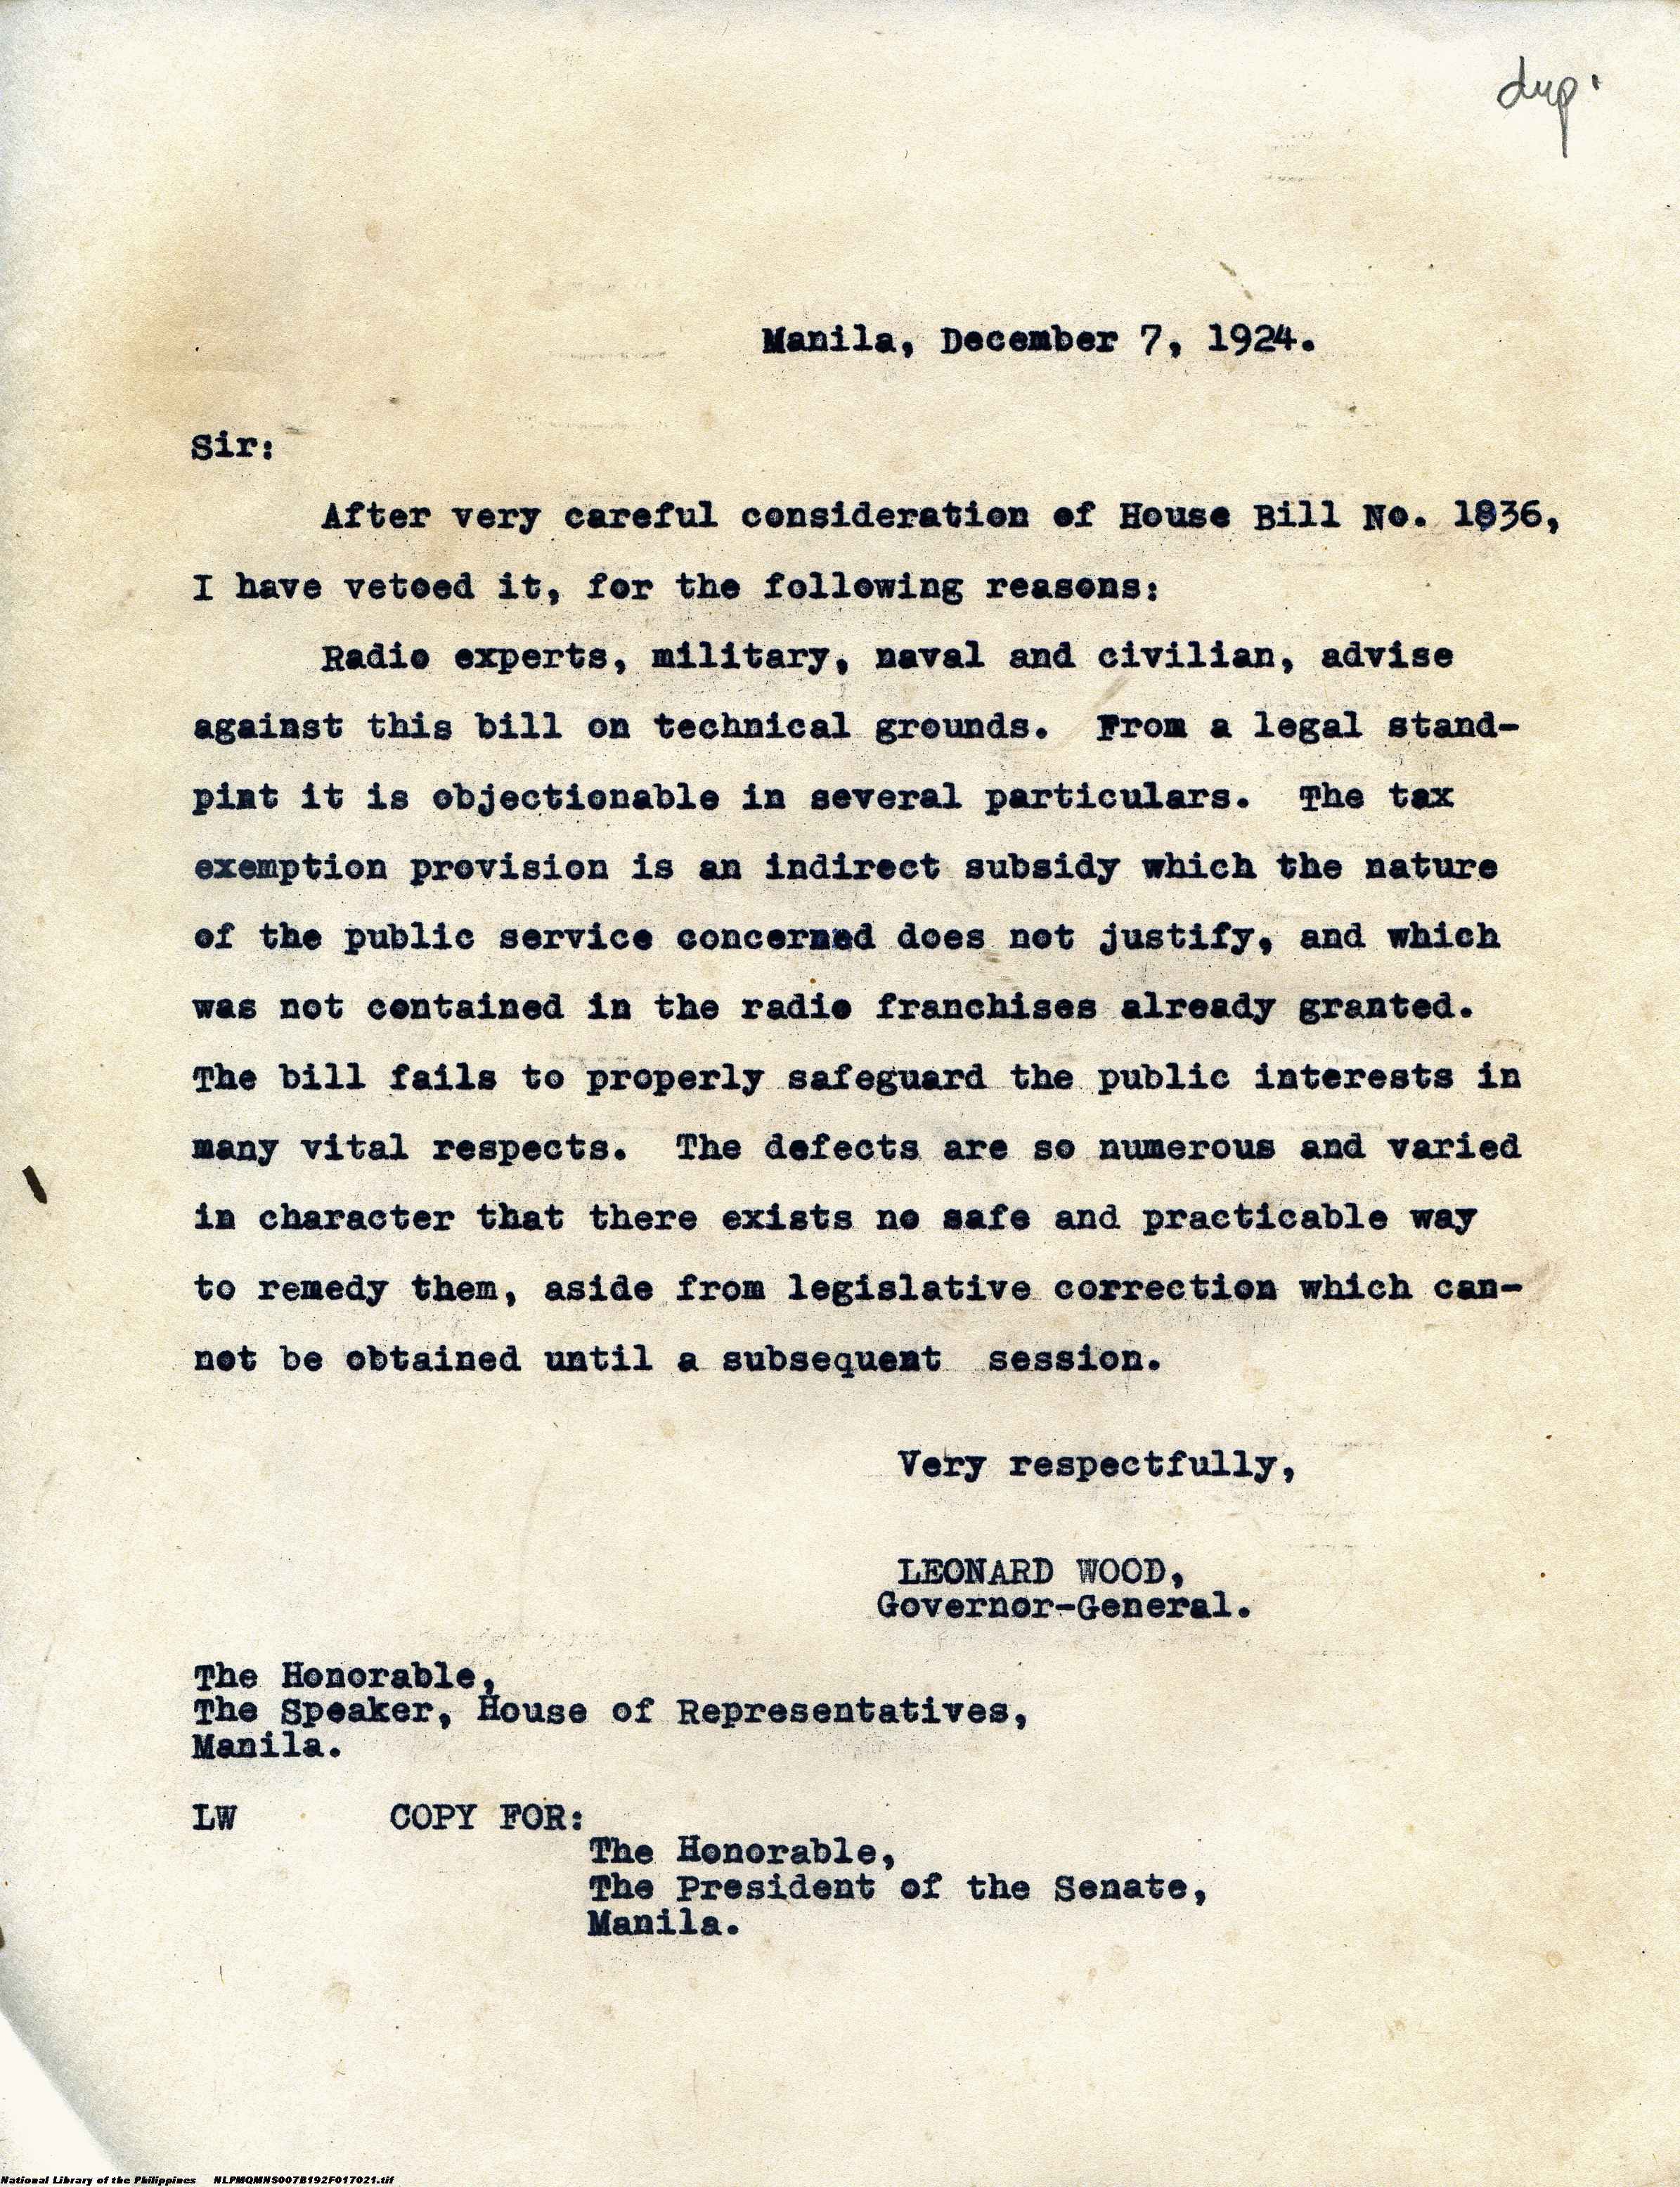 dup.
Manila, December 7, 1924.
Sir:
After very careful consideration of House Bill No. 1836,
I have vetoed it, for the following reasons:
Radio experts, military, naval and civilian, advise
against this bill on technical grounds. From a legal stand-
pint it is objectionable in several particulars. The tax
exemption provision is an indirect subsidy which the nature
of the public service concerned does not justify, and which
was not contained in the radio franchises already granted.
The bill fails to properly safeguard the public interests in
many vital respects. The defects are so numerous and varied
in character that there exists no safe and practicable way
to remedy them, aside from legislative correction which can-
not be obtained until a subsequent session.
Very respectfully,
LEONARD WOOD,
Governor-General.
The Honorable,
The Speaker, House of Representatives,
Manila.
LW COPY FOR:
The Honorable,
The President of the Senate,
Manila.
National Library of the Philippines NLPMQMNS007B192F017021.tif